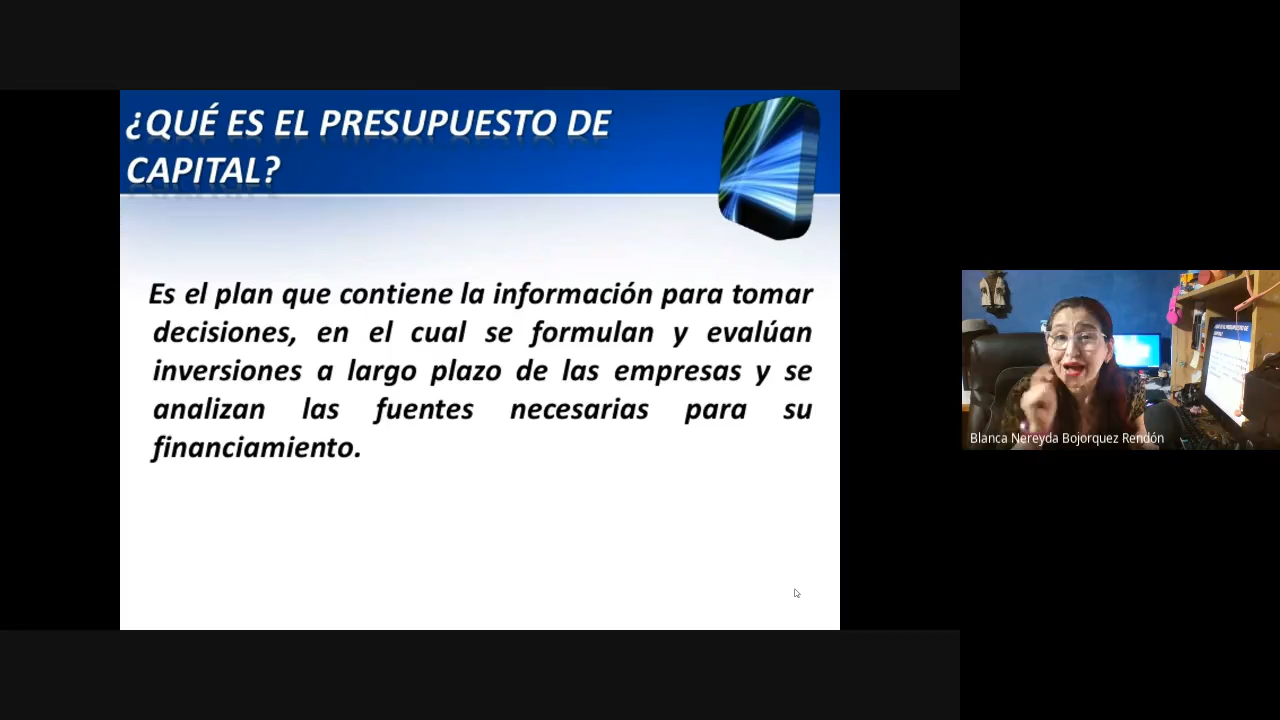 ¿QUÉ ES EL PRESUPUESTO DE
CAPITAL?
Es el plan que contiene la información para tomar
decisiones, en el cual se formulan y evalúan
inversiones a largo plazo de las empresas y se
analizan las fuentes necesarias para su
financiamiento.
Blanca Nereyda Bojorquez Rendón